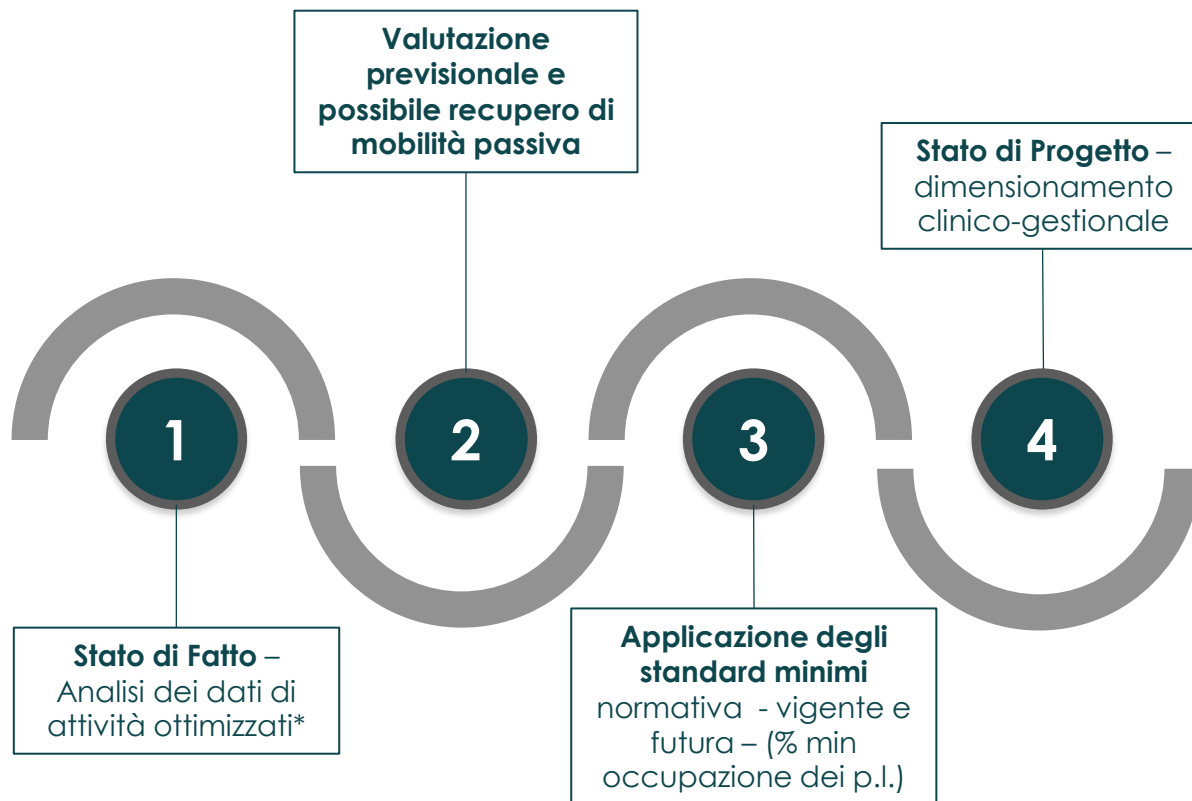 Valutazione
previsionale e
possibile recupero di
mobilità passiva
Stato di Progetto –
dimensionamento
clinico-gestionale
1
2
3
4
Stato di Fatto –
Analisi dei dati di
attività ottimizzati*
Applicazione degli
standard minimi
normativa - vigente e
futura – (% min
occupazione dei p.l.)